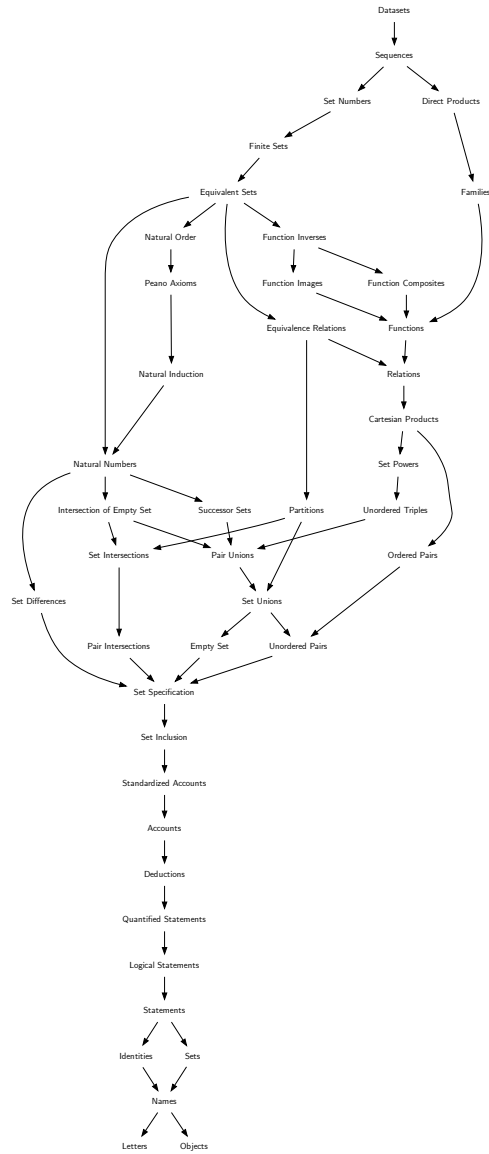 Datasets
Sequences
Set Numbers
Direct Products
Finite Sets
Equivalent Sets
Families
Natural Order
Function Inverses
Peano Axioms
Function Images
Function Composites
Equivalence Relations
Functions
Natural Induction
Relations
Cartesian Products
Natural Numbers
Set Powers
Intersection of Empty Set
Successor Sets
Partitions
Unordered Triples
Set Intersections
Pair Unions
Ordered Pairs
Set Differences
Set Unions
Pair Intersections
Empty Set
Unordered Pairs
Set Specification
Set Inclusion
Standardized Accounts
Accounts
Deductions
Quantified Statements
Logical Statements
Statements
Identities
Sets
Names
Letters
Objects